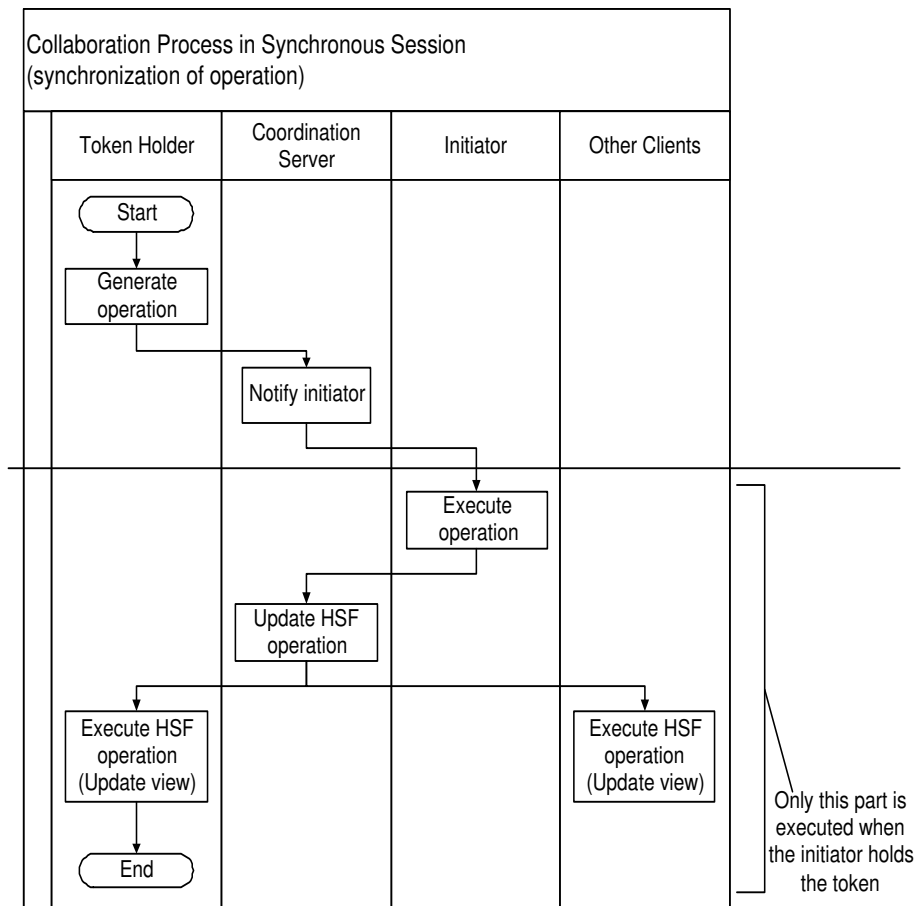 Collaboration Process in Synchronous Session
(synchronization of operation)
Token Holder
Coordination
Server
Initiator
Other Clients
Start
Generate
operation
Notify initiator
Execute
operation
Update HSF
operation
Execute HSF
operation
(Update view)
Execute HSF
operation
(Update view)
End
Only this part is
executed when
the initiator holds
the token